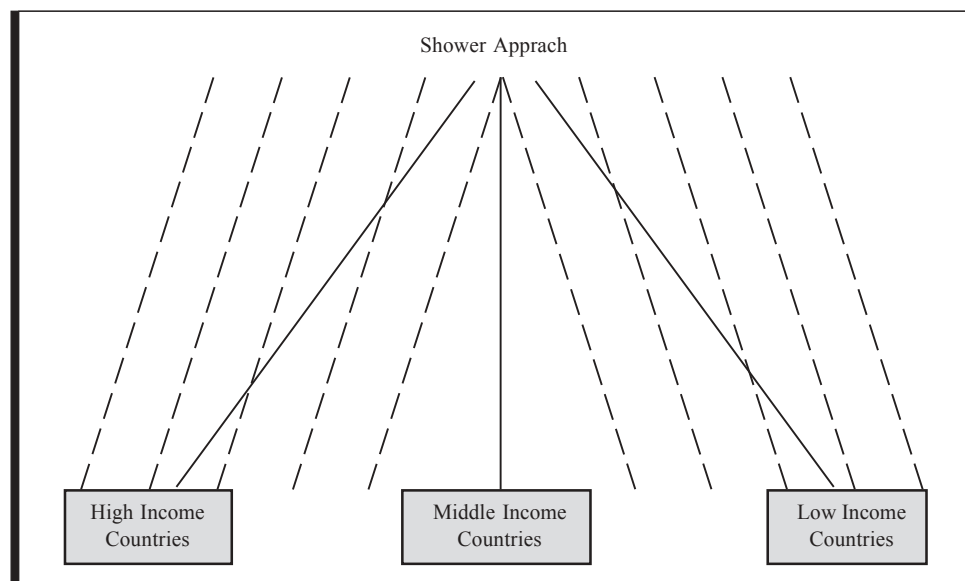 Shower Apprach
High Income
Countries
Middle Income
Countries
Low Income
Countries